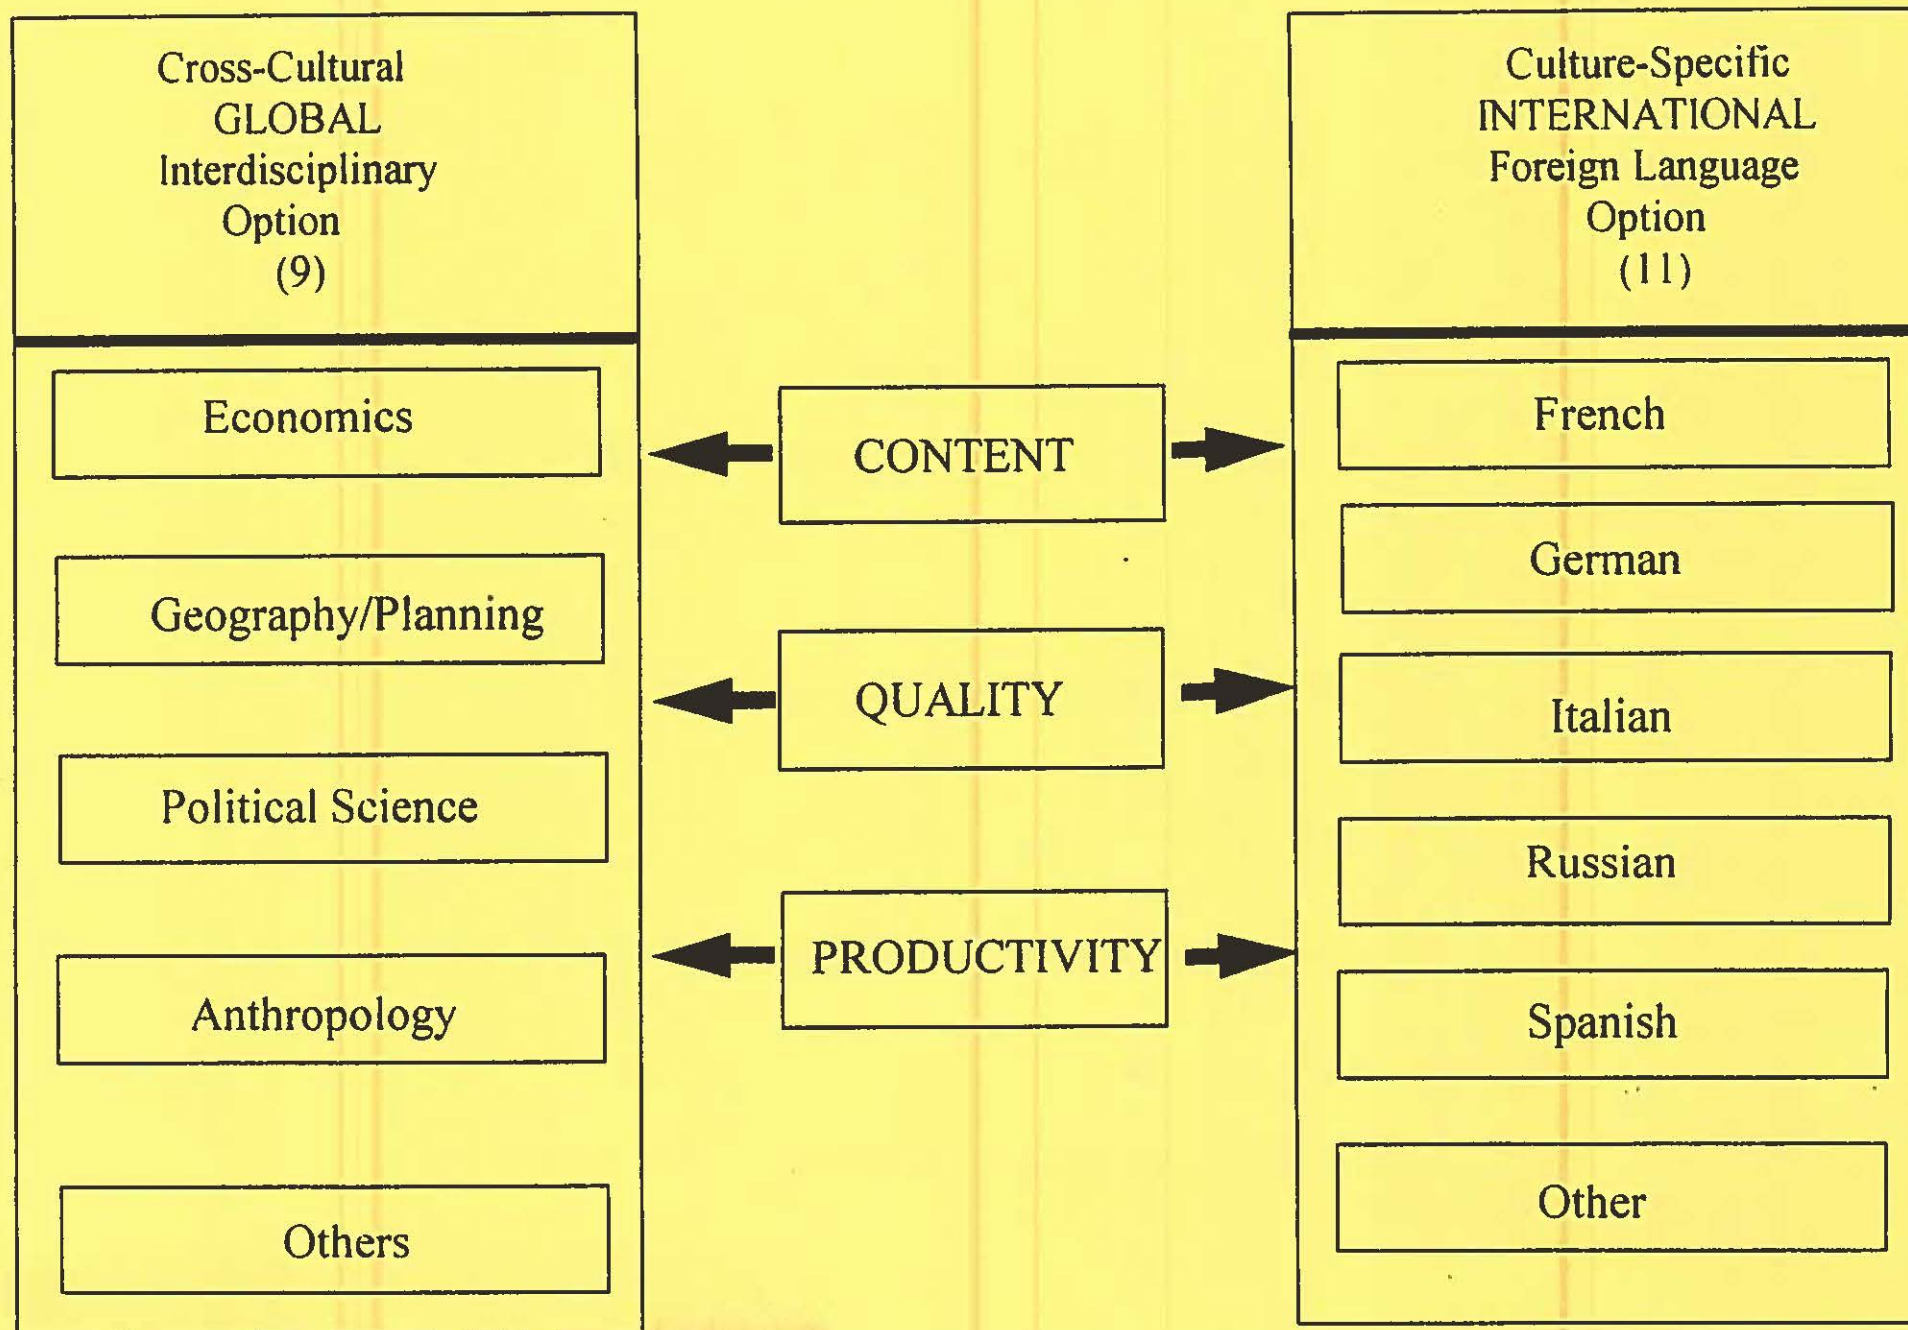 Cross-Cultural
GLOBAL
Interdisciplinary
Option
(9)
Economics
Geography/Planning
Political Science
Anthropology
Others
CONTENT
QUALITY
PRODUCTIVITY
Culture-Specific
INTERNATIONAL
Foreign Language
Option
(11)
French
German
Italian
Russian
Spanish
Other